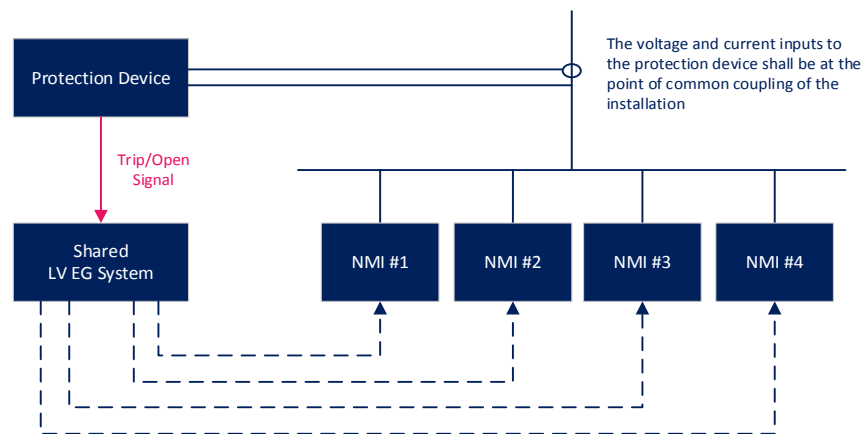 Protection Device
The voltage and current inputs to
the protection device shall be at the
point of common coupling of the
installation
Trip/Open
Signal
Shared
LV EG System
NMI #1
NMI #2
NMI #3
NMI #4